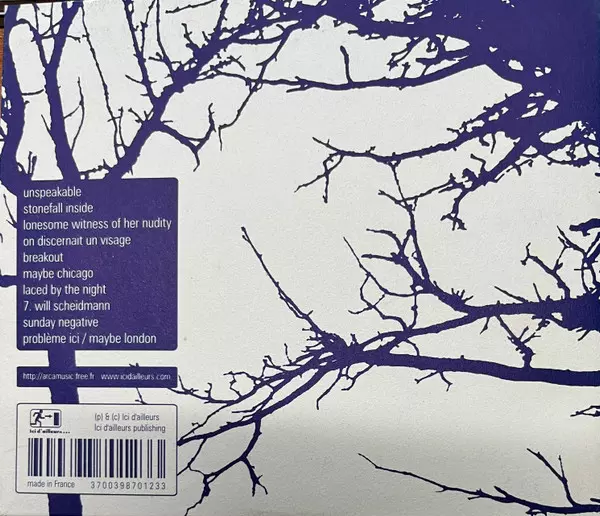 unspeakable
stonefall inside
lonesome witness of her nudity
on discernait un visage
breakout
maybe chicago
laced by the night
7. will scheidmann
sunday negative
problème ici / maybe london
http://arcamusic.free.fr www.icidailleurs.com
(p) & (c) Ici d'ailleurs
Ici d'ailleurs publishing
ici d'ailleurs...
made in France
3700398701233